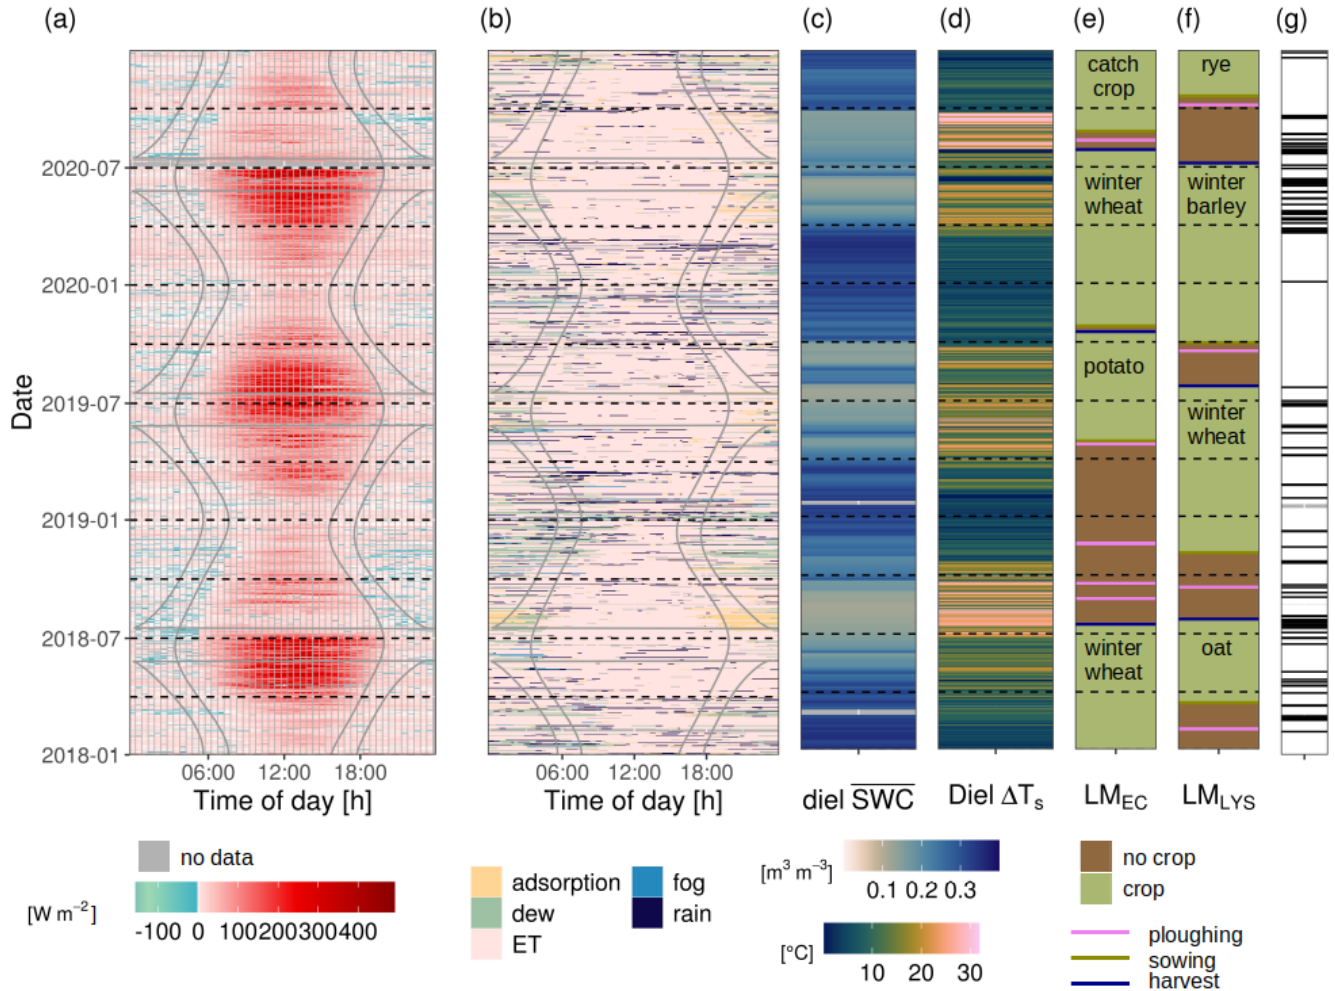 (a) (b) (c) (d) (e) (f) (g)
catch
crop
rye
2020-07
winter
wheat
winter
barley
2020-01
potato
Date
2019-07
winter
wheat
2019-01
2018-07
winter
wheat
oat
2018-01
06:00 12:00 18:00
06:00 12:00 18:00
Time of day [h]
Time of day [h]
diel SWC
Diel ΔTs
LMEC
LMLYS
no data
[W m⁻²]
-100 0 100 200 300 400
adsorption
dew
ET
fog
rain
[m³ m⁻³]
0.1 0.2 0.3
[°C]
10 20 30
no crop
crop
ploughing
sowing
harvest